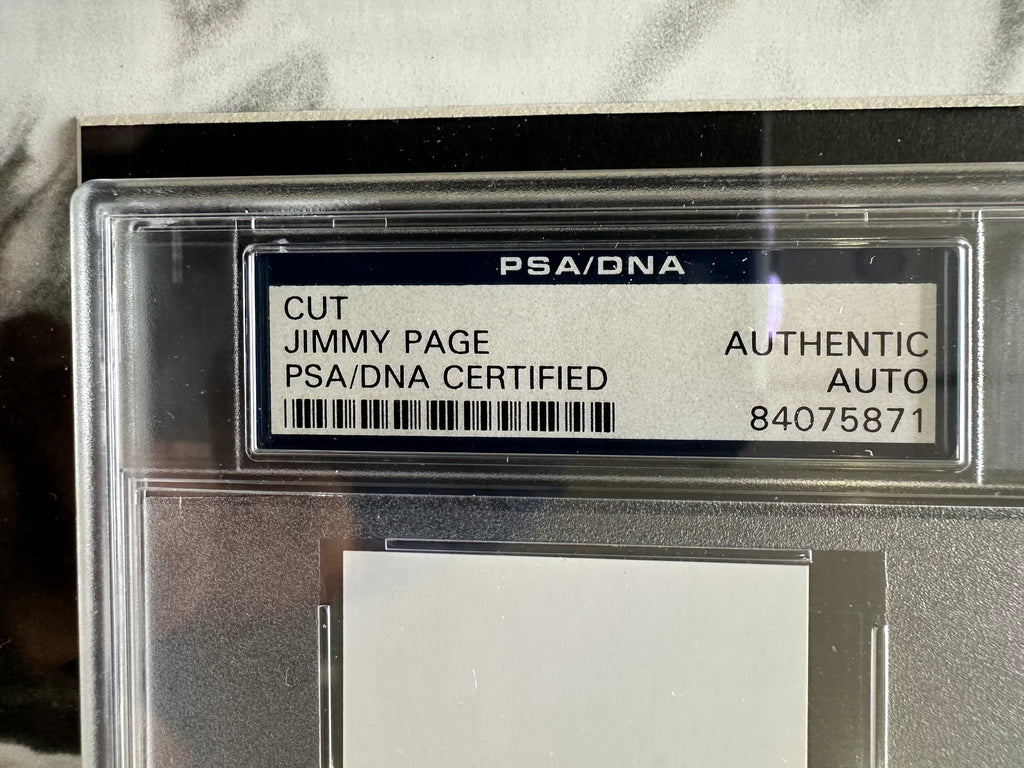 PSA/DNA
CUT
JIMMY PAGE
AUTHENTIC
PSA/DNA CERTIFIED
AUTO
84075871